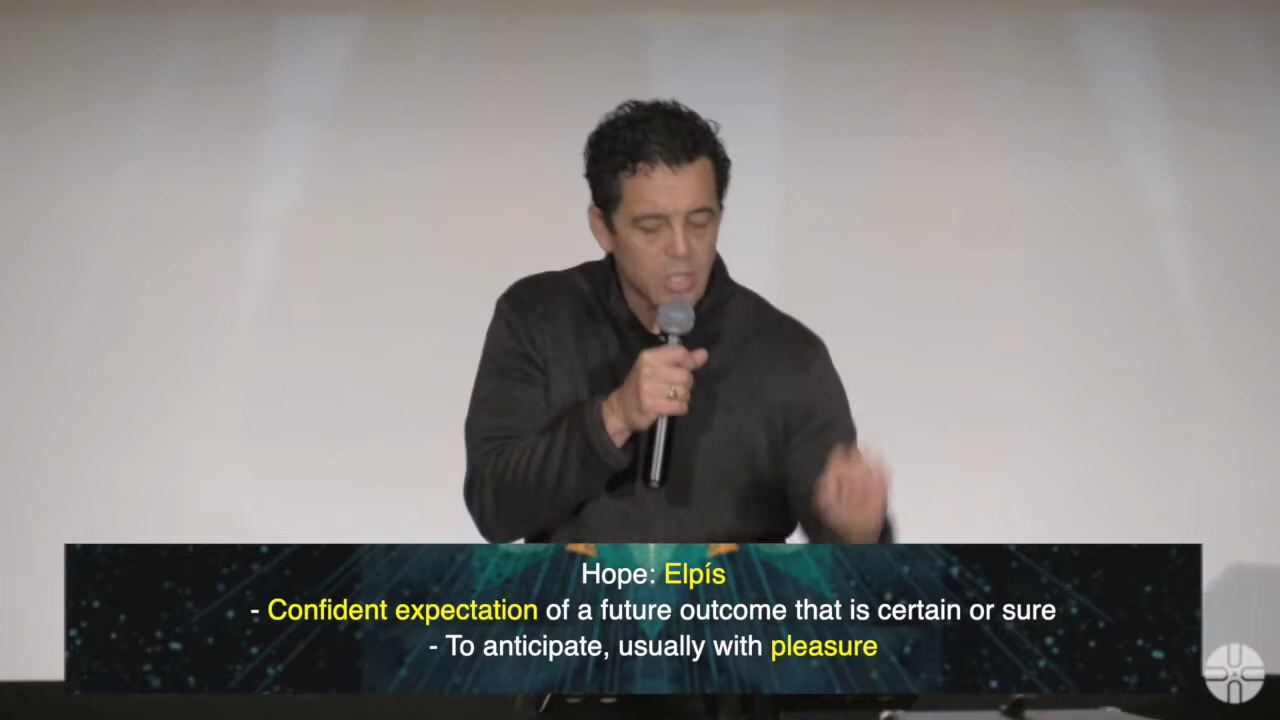 Hope: Elpís
- Confident expectation of a future outcome that is certain or sure
- To anticipate, usually with pleasure